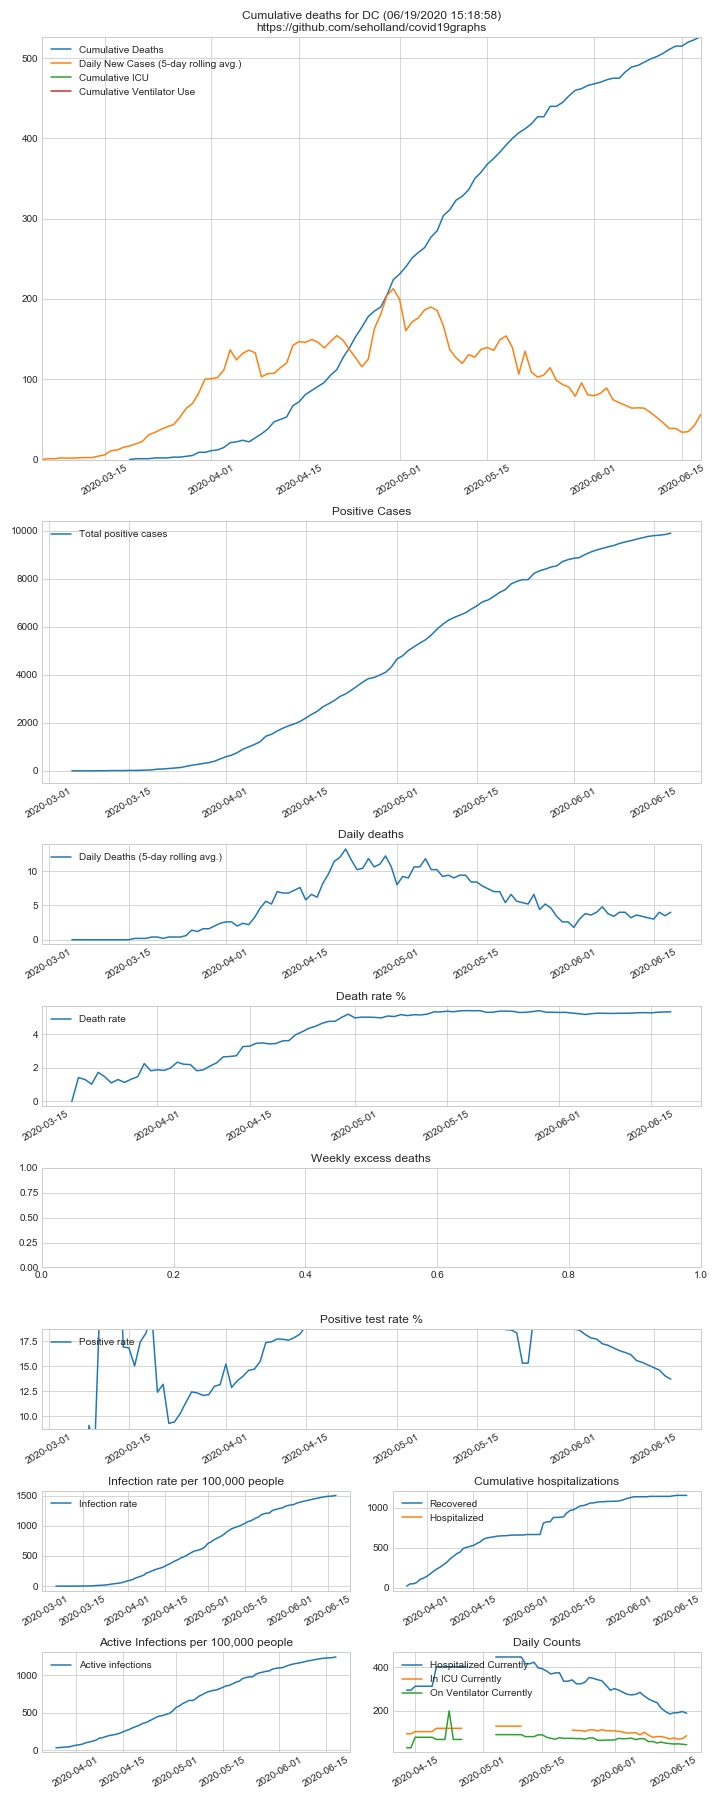 Cumulative deaths for DC (06/19/2020 15:18:58)
https://github.com/seholland/covid19graphs
Cumulative Deaths
Daily New Cases (5-day rolling avg.)
Cumulative ICU
Cumulative Ventilator Use
500
400
300
200
100
0
2020-03-15 2020-04-01 2020-04-15 2020-05-01 2020-05-15 2020-06-01 2020-06-15
Positive Cases
Total positive cases
10000
8000
6000
4000
2000
0
2020-03-01 2020-03-15 2020-04-01 2020-04-15 2020-05-01 2020-05-15 2020-06-01 2020-06-15
Daily deaths
Daily Deaths (5-day rolling avg.)
10
5
0
2020-03-01 2020-03-15 2020-04-01 2020-04-15 2020-05-01 2020-05-15 2020-06-01 2020-06-15
Death rate %
Death rate
4
2
0
2020-03-15 2020-04-01 2020-04-15 2020-05-01 2020-05-15 2020-06-01 2020-06-15
Weekly excess deaths
1.00
0.75
0.50
0.25
0.00
0.0 0.2 0.4 0.6 0.8 1.0
Positive test rate %
Positive rate
17.5
15.0
12.5
10.0
2020-03-01 2020-03-15 2020-04-01 2020-04-15 2020-05-01 2020-05-15 2020-06-01 2020-06-15
Infection rate per 100,000 people
Infection rate
1500
1000
500
0
2020-03-01 2020-03-15 2020-04-01 2020-04-15 2020-05-01 2020-05-15 2020-06-01 2020-06-15
Cumulative hospitalizations
Recovered
Hospitalized
1000
500
0
2020-04-01 2020-04-15 2020-05-01 2020-05-15 2020-06-01 2020-06-15
Active Infections per 100,000 people
Active infections
1000
500
0
2020-04-01 2020-04-15 2020-05-01 2020-05-15 2020-06-01 2020-06-15
Daily Counts
Hospitalized Currently
In ICU Currently
On Ventilator Currently
400
200
2020-04-15 2020-05-01 2020-05-15 2020-06-01 2020-06-15